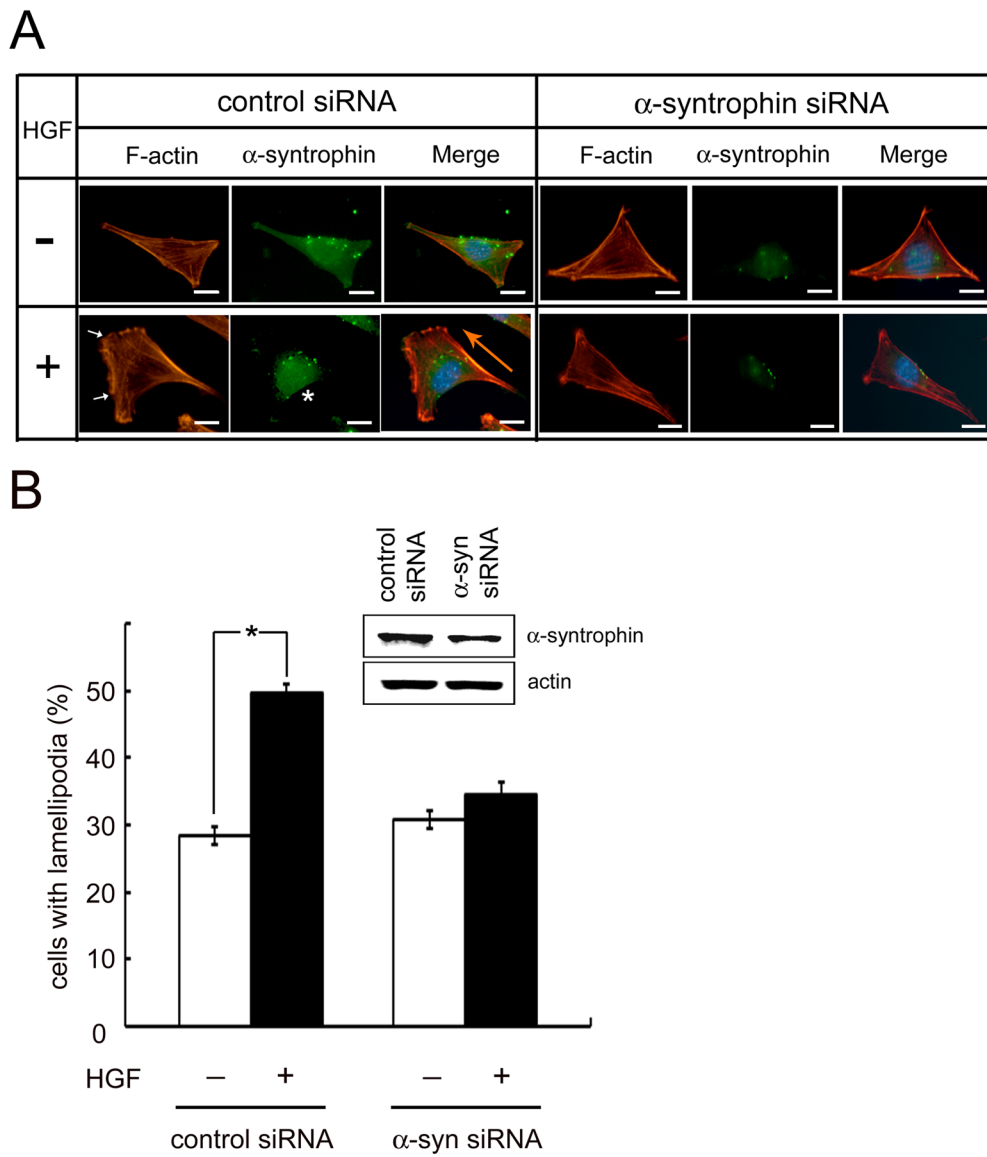 A
HGF
control siRNA
α-syntrophin siRNA
F-actin
α-syntrophin
Merge
F-actin
α-syntrophin
Merge
-
+
*
B
control siRNA
α-syn siRNA
α-syntrophin
actin
*
cells with lamellipodia (%)
50
40
30
20
10
0
HGF
− + − +
control siRNA
α-syn siRNA